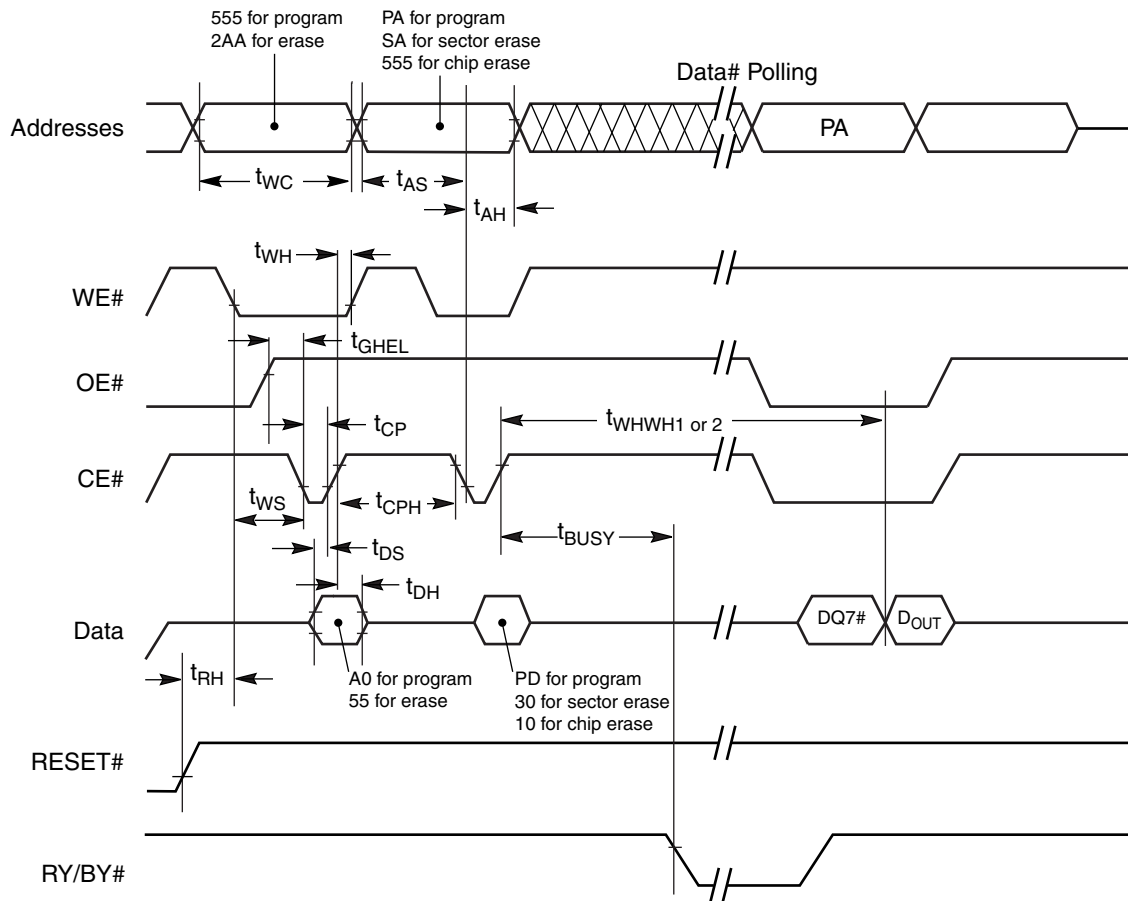 555 for program
2AA for erase
PA for program
SA for sector erase
555 for chip erase
Data# Polling
Addresses
PA
tWC
tAS
tAH
tWH
WE#
tGHEL
OE#
tWHWH1 or 2
tCP
CE#
tWS
tCPH
tBUSY
tDS
tDH
Data
DQ7#
DOUT
tRH
A0 for program
55 for erase
PD for program
30 for sector erase
10 for chip erase
RESET#
RY/BY#